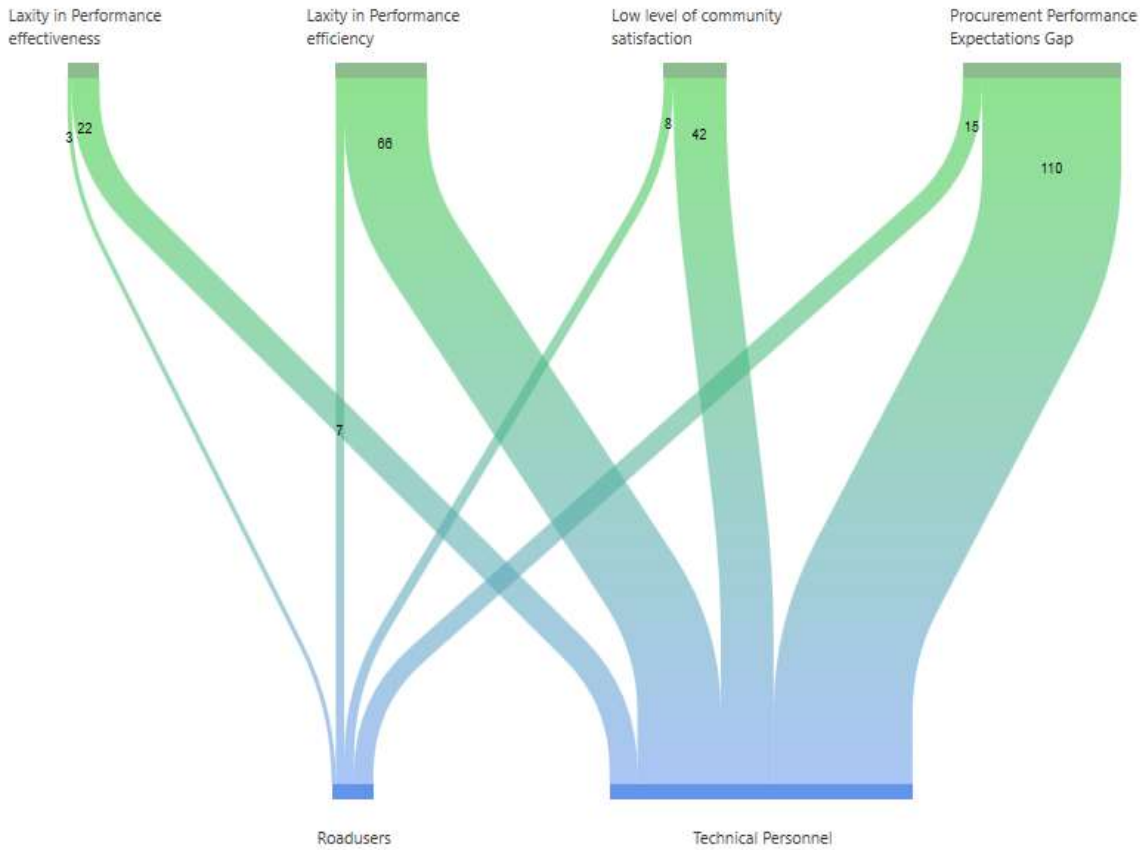 Laxity in Performance
effectiveness
Laxity in Performance
efficiency
Low level of community
satisfaction
Procurement Performance
Expectations Gap
3
22
66
8
42
15
110
7
Roadusers
Technical Personnel